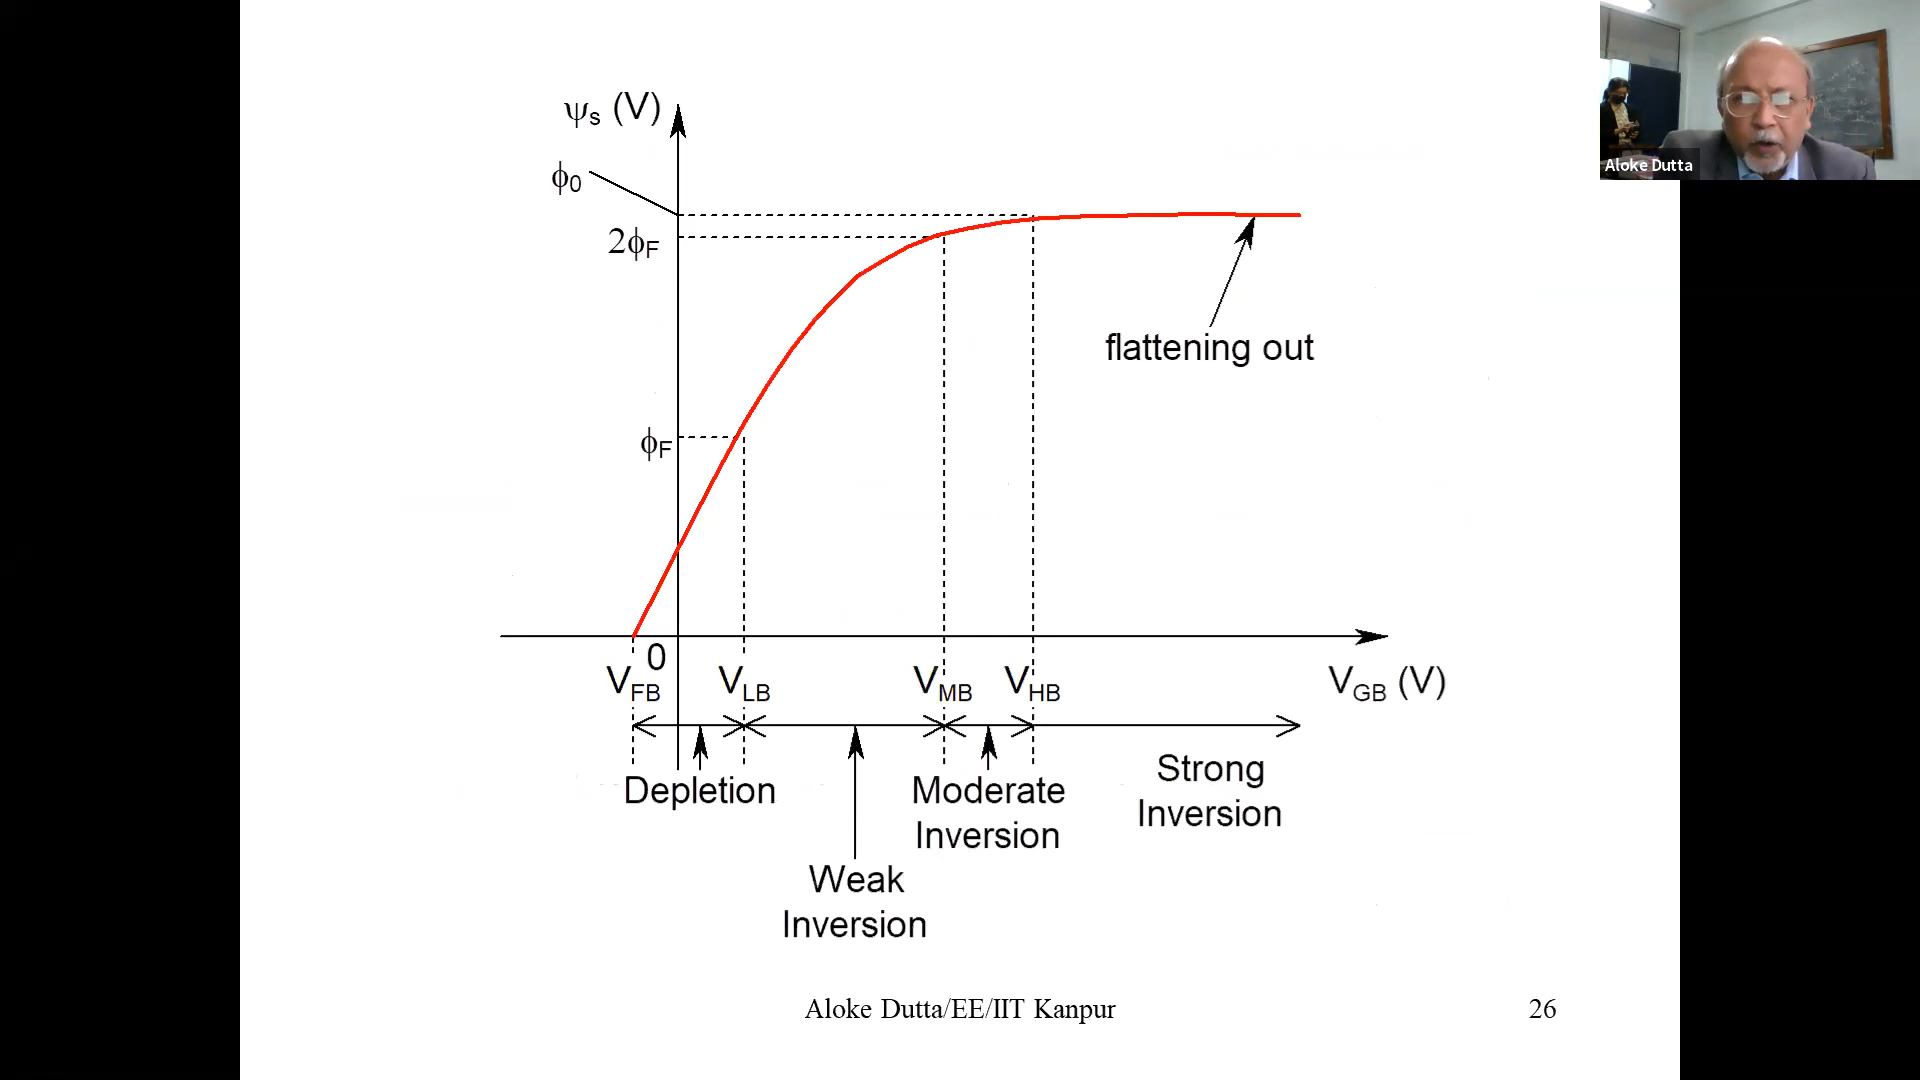 ψs (V)
ϕ0
2ϕF
ϕF
flattening out
0
VFB
VLB
VMB
VHB
VGB (V)
Depletion
Weak
Inversion
Moderate
Inversion
Strong
Inversion
Aloke Dutta/EE/IIT Kanpur
26
Aloke Dutta